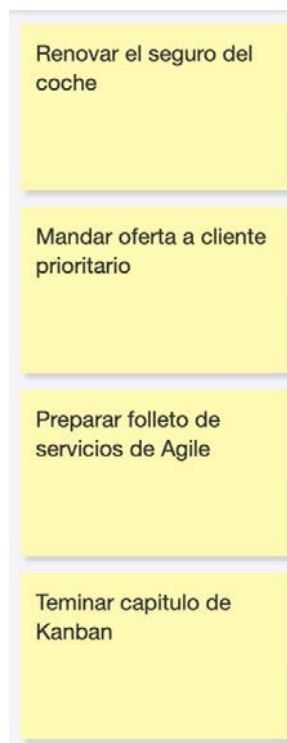 Renovar el seguro del
coche
Mandar oferta a cliente
prioritario
Preparar folleto de
servicios de Agile
Teminar capitulo de
Kanban